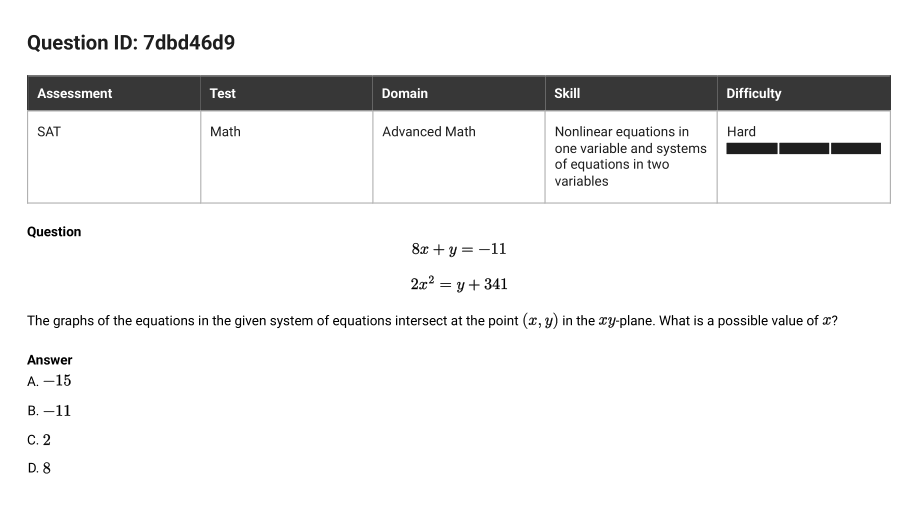 Question ID: 7dbd46d9
Assessment Test Domain Skill Difficulty
SAT Math Advanced Math Nonlinear equations in one variable and systems of equations in two variables Hard
Question
8x + y = −11
2x² = y + 341
The graphs of the equations in the given system of equations intersect at the point (x, y) in the xy-plane. What is a possible value of x?
Answer
A. −15
B. −11
C. 2
D. 8